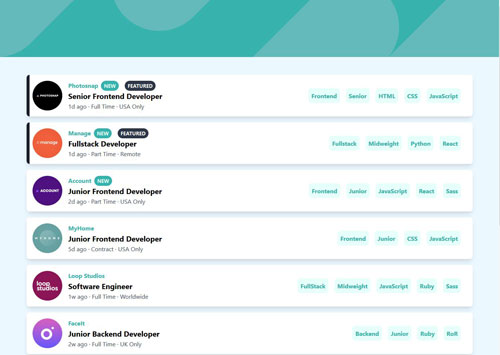 PHOTOSNAP
Photosnap NEW FEATURED
Senior Frontend Developer
1d ago · Full Time · USA Only
Frontend Senior HTML CSS JavaScript
manage
Manage NEW FEATURED
Fullstack Developer
1d ago · Part Time · Remote
Fullstack Midweight Python React
ACCOUNT
Account NEW
Junior Frontend Developer
2d ago · Part Time · USA Only
Frontend Junior JavaScript React Sass
MYHOME
MyHome
Junior Frontend Developer
5d ago · Contract · USA Only
Frontend Junior CSS JavaScript
loop
studios
Loop Studios
Software Engineer
1w ago · Full Time · Worldwide
FullStack Midweight JavaScript Ruby Sass
FaceIt
Junior Backend Developer
2w ago · Full Time · UK Only
Backend Junior Ruby RoR